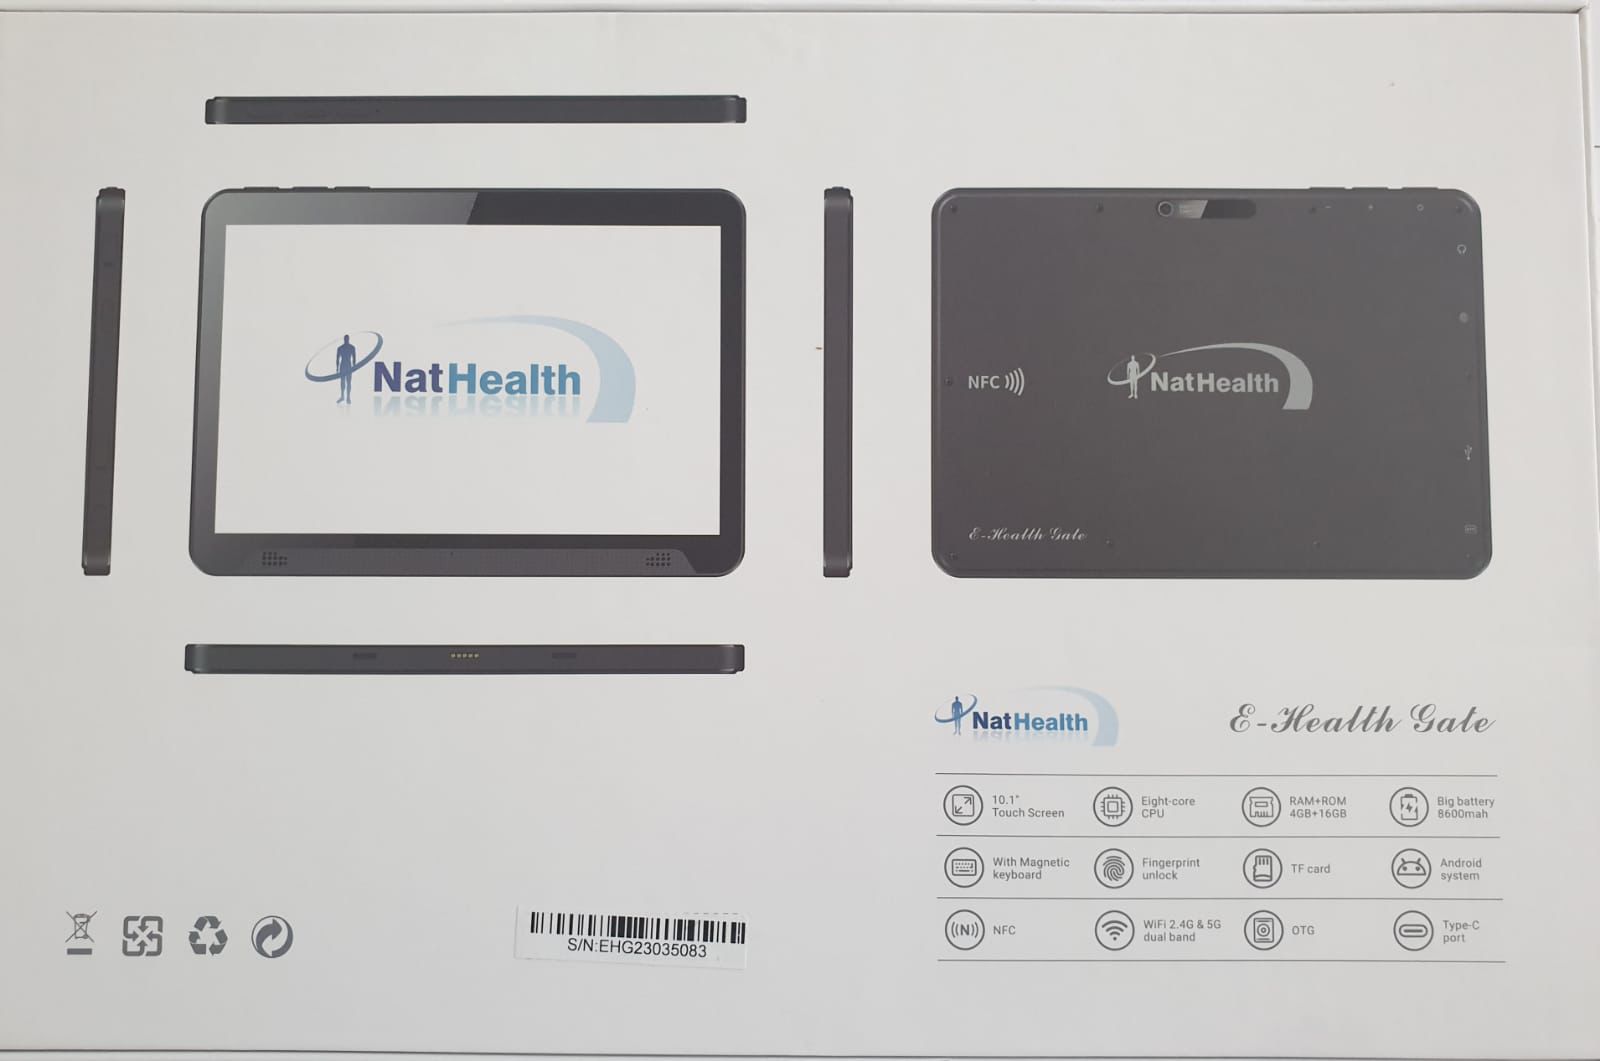 NatHealth
NFC
NatHealth
E-Health Gate
NatHealth
E-Health Gate
10.1"
Touch Screen
Eight-core
CPU
RAM+ROM
4GB+16GB
Big battery
8600mah
With Magnetic
keyboard
Fingerprint
unlock
TF card
Android
system
(N)
NFC
WiFi 2.4G & 5G
dual band
OTG
Type-C
port
S/N:EHG23035083